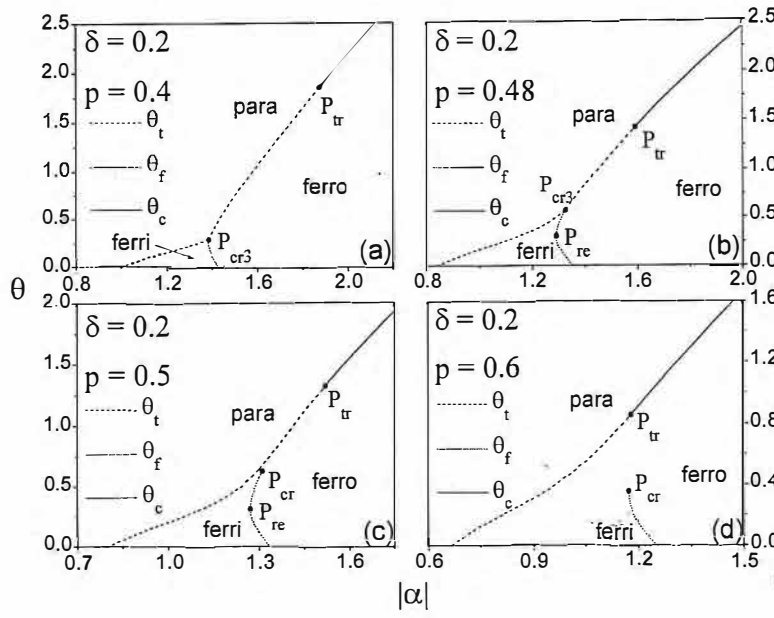 2.5
2.0
1.5
1.0
0.5
0.0
δ = 0.2
p = 0.4
θt
θf
θc
para
Ptr
ferro
ferri
Pcr3
(a)
0.8
1.2
1.6
2.0
δ = 0.2
p = 0.48
θt
θf
θc
para
Ptr
ferro
Pcr3
ferri
Pre
(b)
2.5
2.0
1.5
1.0
0.5
0.0
0.8
1.2
1.6
2.0
θ
2.0
1.5
1.0
0.5
0.0
δ = 0.2
p = 0.5
θt
θf
θc
para
Ptr
ferro
Pcr
Pre
ferri
(c)
0.7
1.0
1.3
1.6
δ = 0.2
p = 0.6
θt
θf
θc
para
Ptr
ferro
Pcr
ferri
(d)
1.6
1.2
0.8
0.4
0.0
0.6
0.9
1.2
1.5
|α|